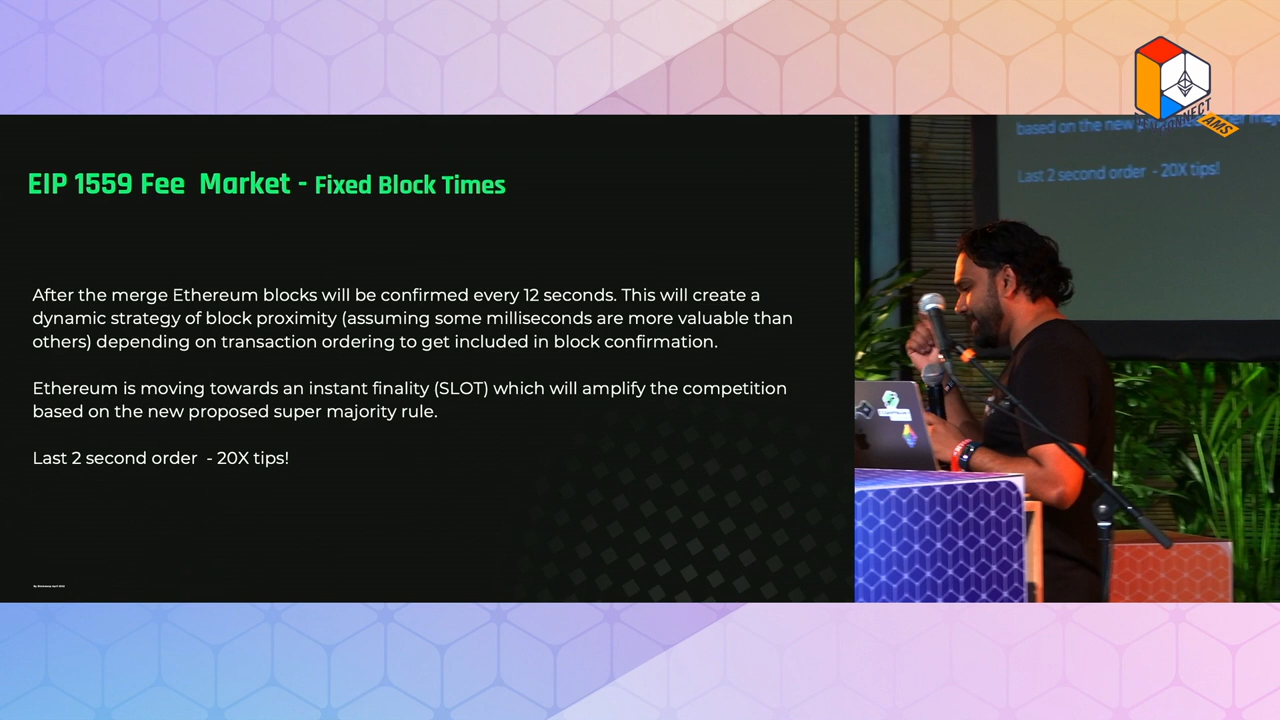 EIP 1559 Fee Market - Fixed Block Times
After the merge Ethereum blocks will be confirmed every 12 seconds. This will create a
dynamic strategy of block proximity (assuming some milliseconds are more valuable than
others) depending on transaction ordering to get included in block confirmation.
Ethereum is moving towards an instant finality (SLOT) which will amplify the competition
based on the new proposed super majority rule.
Last 2 second order - 20X tips!
based on the new
Last 2 second order - 20X tips!
AMS